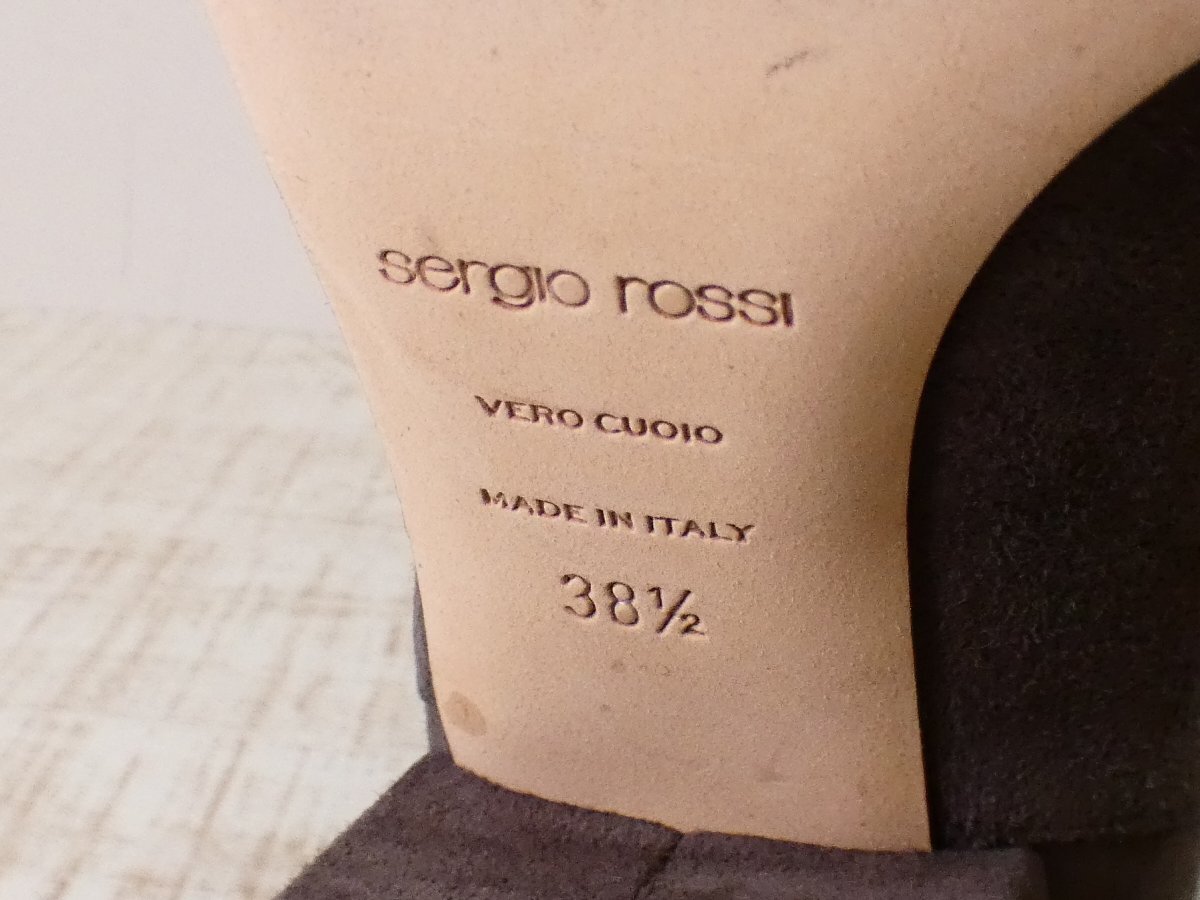 sergio rossi
VERO CUOIO
MADE IN ITALY
38½